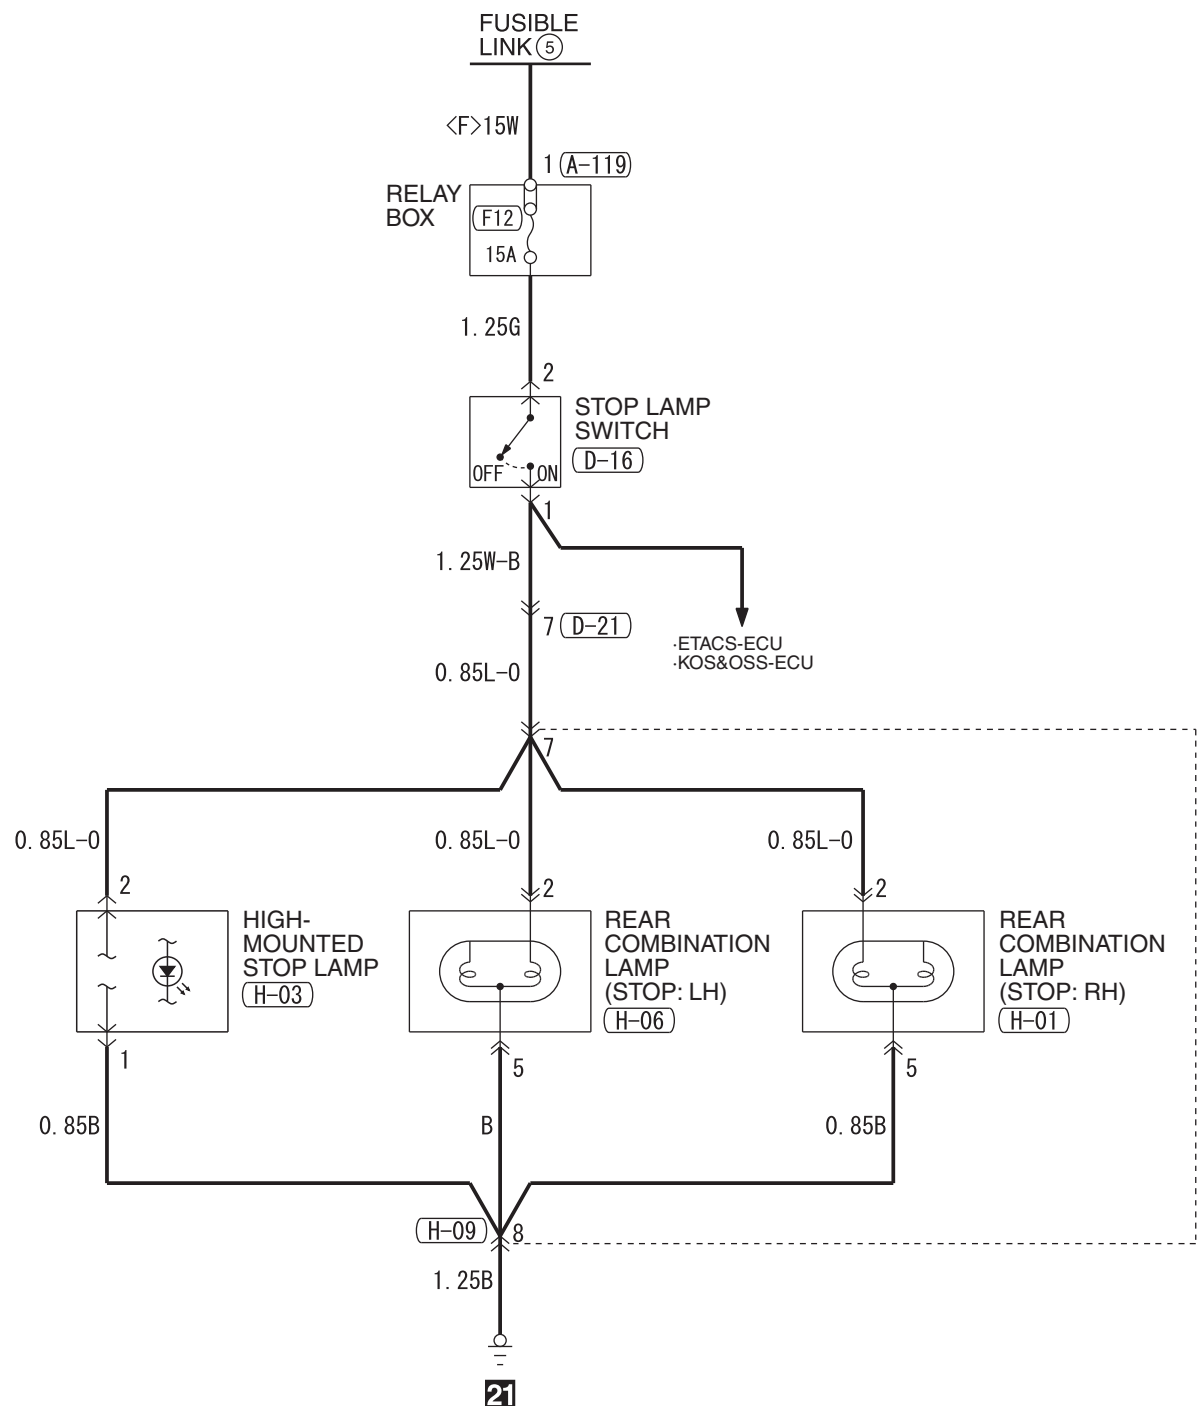 FUSIBLE
LINK 5
<F>15W
1 A-119
RELAY
BOX
F12
15A
1.25G
2
STOP LAMP
SWITCH
D-16
OFF ON
1
1.25W-B
7 D-21
·ETACS-ECU
·KOS&OSS-ECU
0.85L-O
7
0.85L-O
0.85L-O
0.85L-O
2
2
2
HIGH-
MOUNTED
STOP LAMP
H-03
REAR
COMBINATION
LAMP
(STOP: LH)
H-06
REAR
COMBINATION
LAMP
(STOP: RH)
H-01
1
5
5
0.85B
B
0.85B
H-09 8
1.25B
21